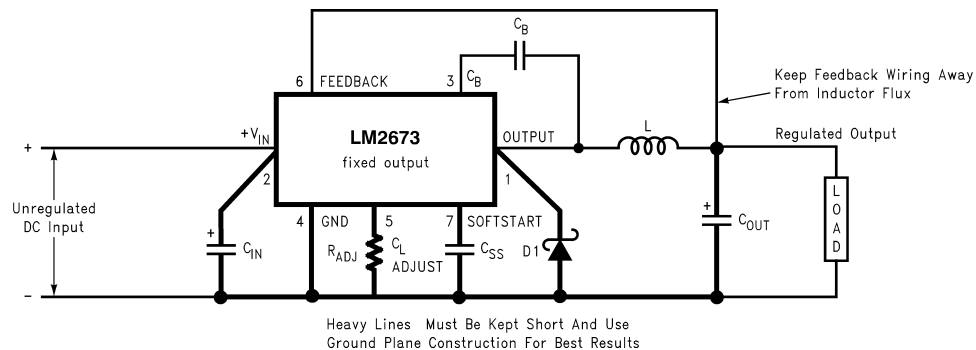 C_B
6 FEEDBACK
3 C_B
Keep Feedback Wiring Away
From Inductor Flux
+V_IN
LM2673
fixed output
OUTPUT
L
Regulated Output
+
2
1
Unregulated
DC Input
4 GND
5
7 SOFTSTART
+
C_IN
R_ADJ
C_L
ADJUST
C_SS
D1
+
C_OUT
LOAD
−
Heavy Lines Must Be Kept Short And Use
Ground Plane Construction For Best Results